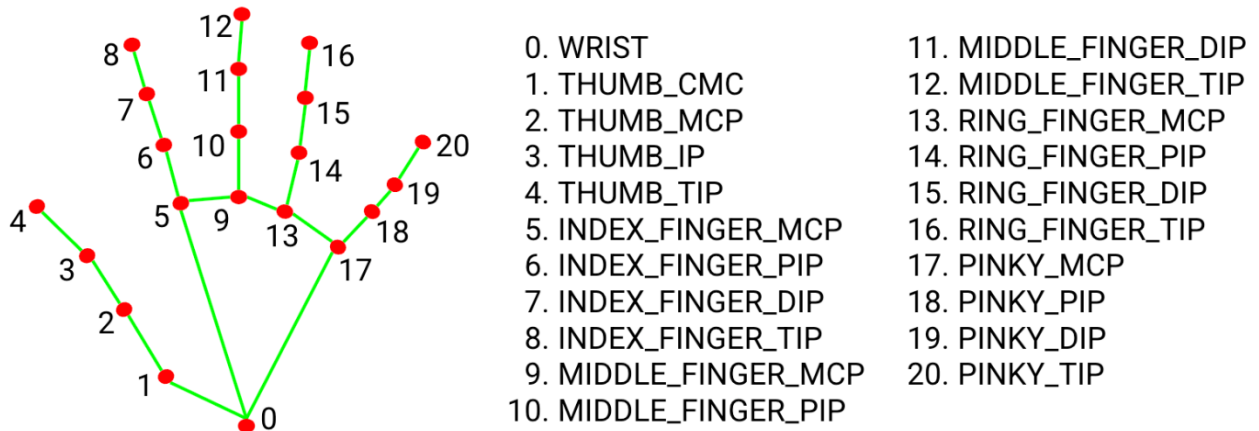 12
8
16
11
7
15
10
6
20
14
19
4
5
9
13
18
3
17
2
1
0
0. WRIST
1. THUMB_CMC
2. THUMB_MCP
3. THUMB_IP
4. THUMB_TIP
5. INDEX_FINGER_MCP
6. INDEX_FINGER_PIP
7. INDEX_FINGER_DIP
8. INDEX_FINGER_TIP
9. MIDDLE_FINGER_MCP
10. MIDDLE_FINGER_PIP
11. MIDDLE_FINGER_DIP
12. MIDDLE_FINGER_TIP
13. RING_FINGER_MCP
14. RING_FINGER_PIP
15. RING_FINGER_DIP
16. RING_FINGER_TIP
17. PINKY_MCP
18. PINKY_PIP
19. PINKY_DIP
20. PINKY_TIP